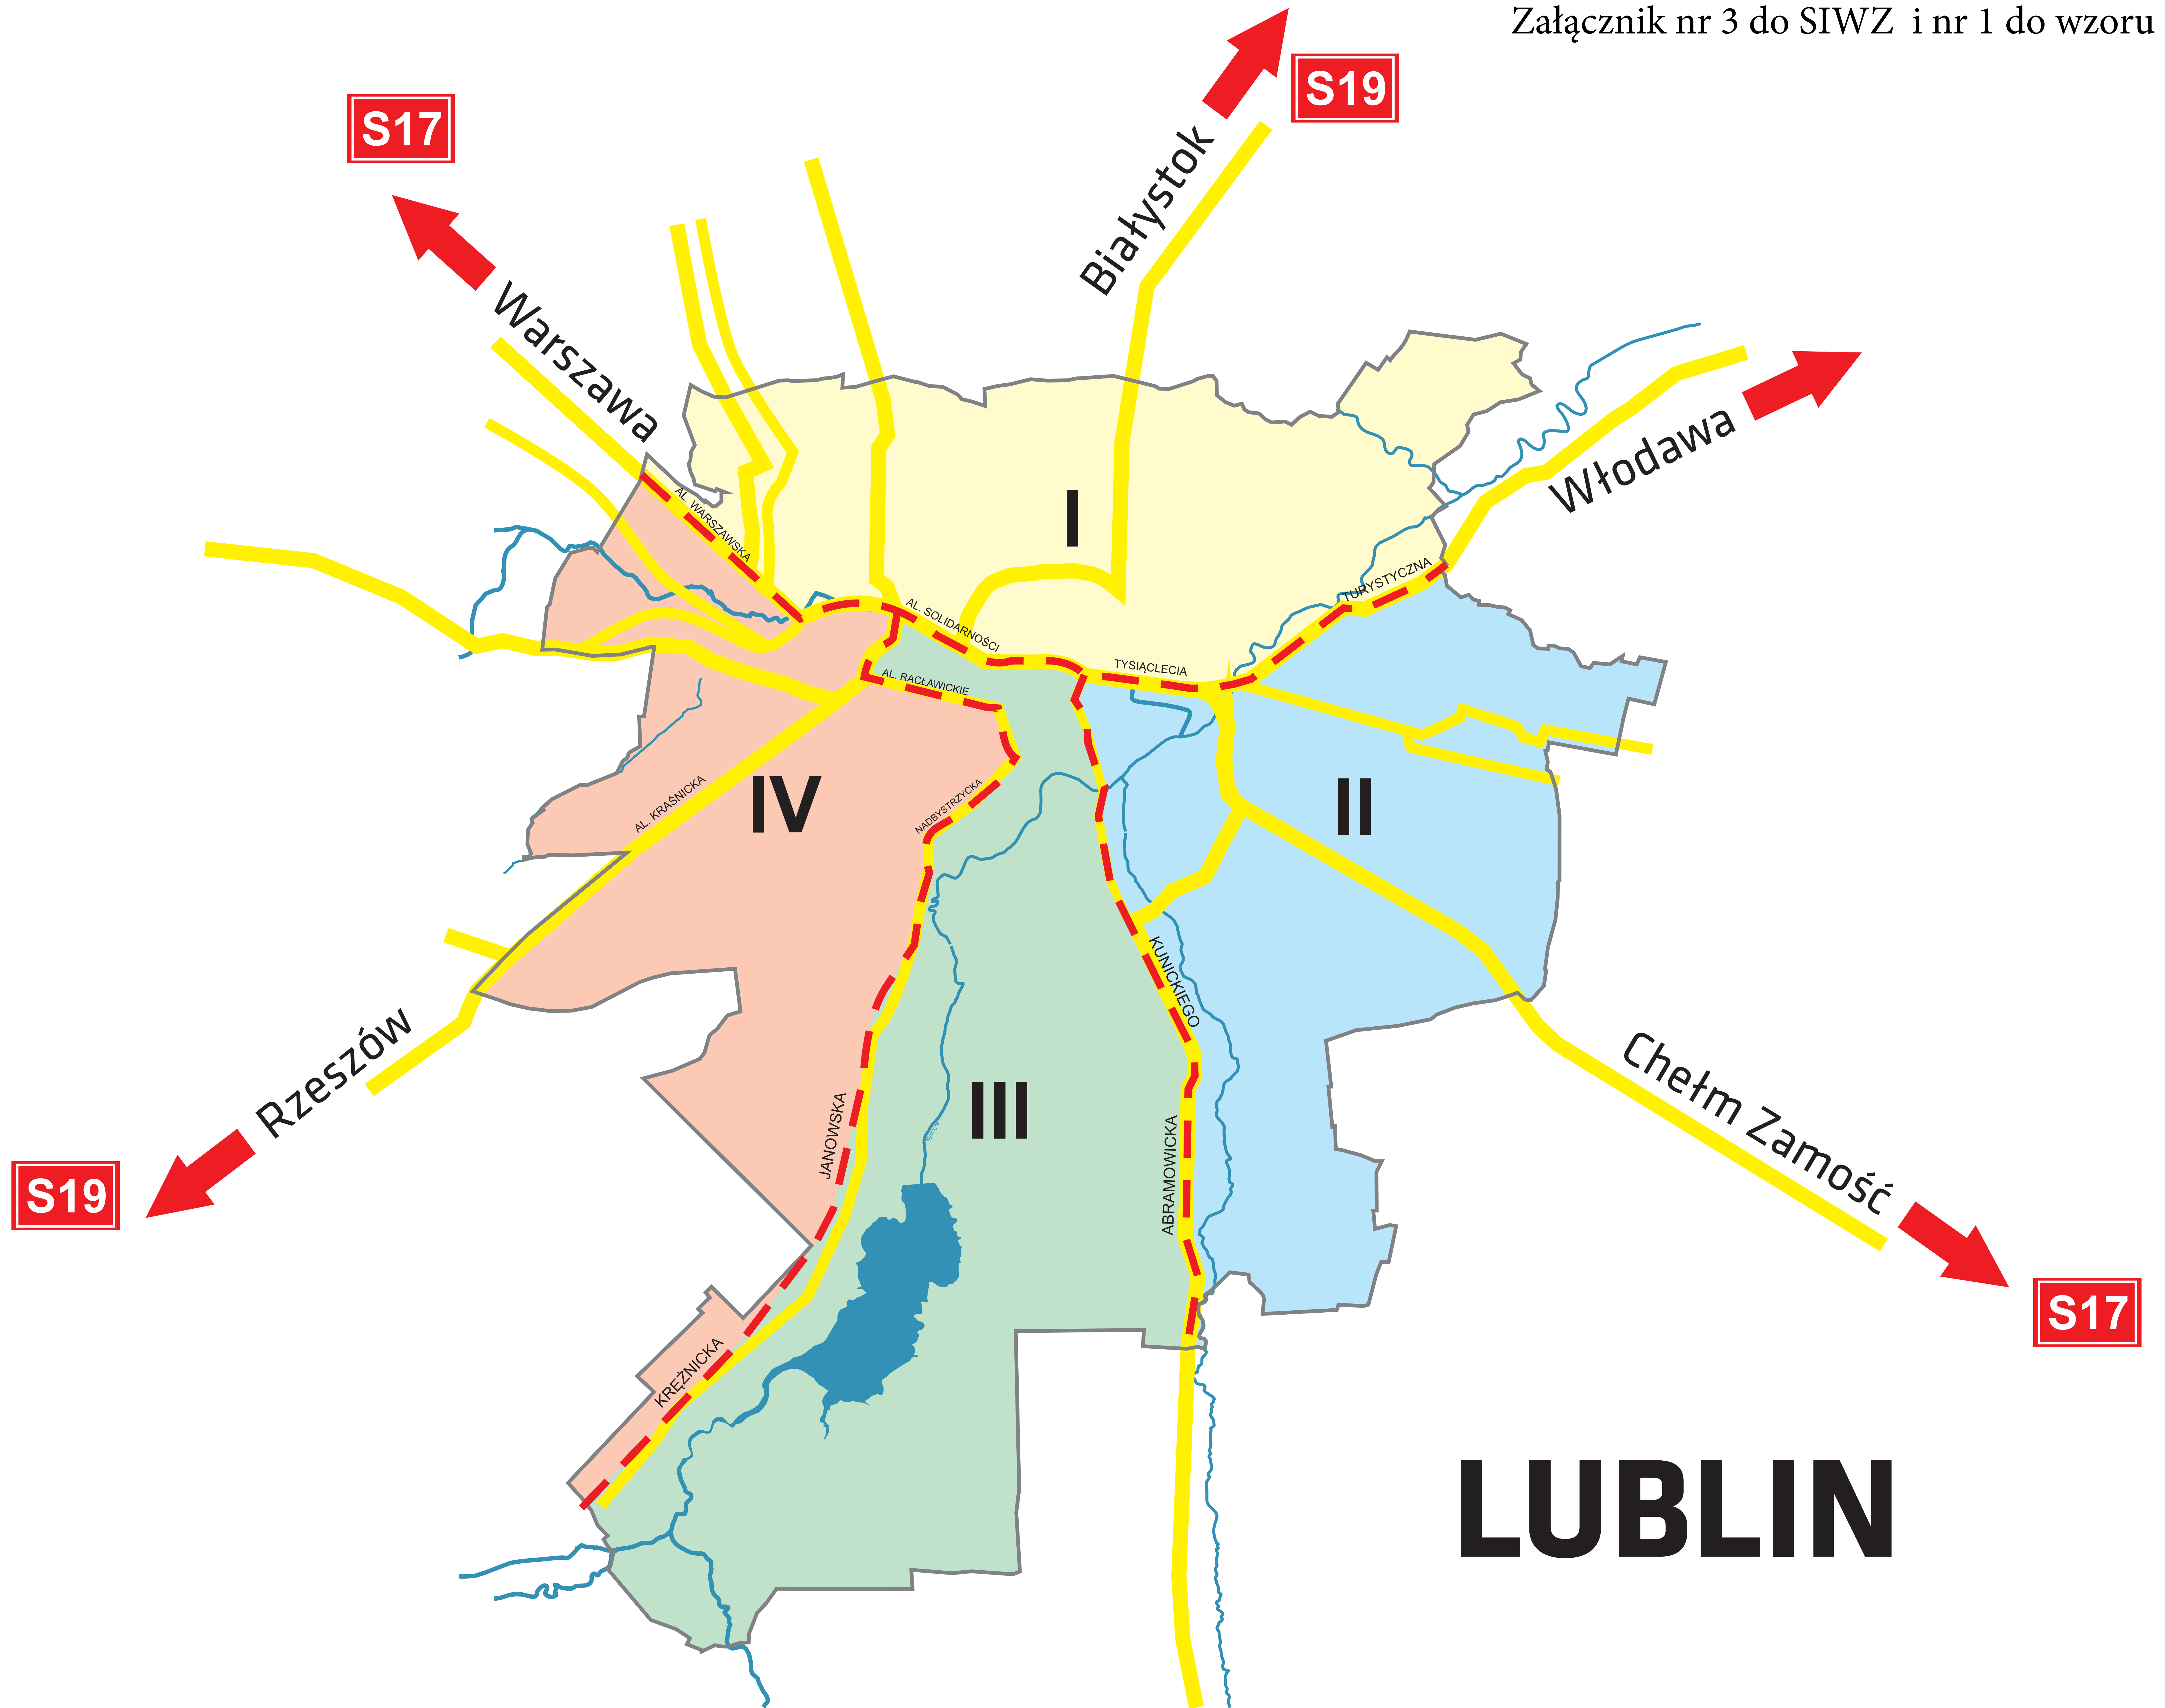 Załącznik nr 3 do SIWZ i nr 1 do wzoru
S19
S17
Białystok
Warszawa
Włodawa
AL. WARSZAWSKA
I
TURYSTYCZNA
AL. SOLIDARNOŚCI
TYSIĄCLECIA
AL. RACŁAWICKIE
AL. KRAŚNICKA
IV
NADBYSTRZYCKA
II
KUNICKIEGO
Rzeszów
Chełm Zamość
III
JANOWSKA
ABRAMOWICKA
S19
S17
KRĘŻNICKA
LUBLIN